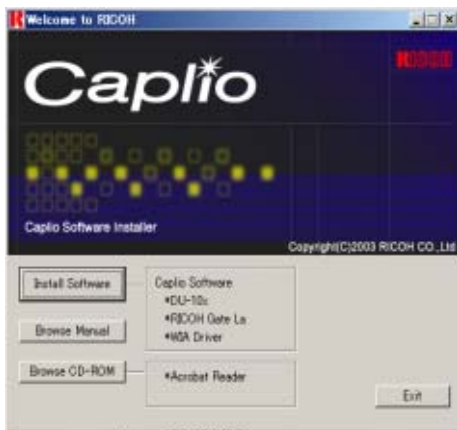 Welcome to RICOH
RICOH
Caplio
Caplio Software Installer
Copyright(C)2003 RICOH CO.,Ltd
Install Software
Caplio Software
*DU-10x
*RICOH Gate La
*WIA Driver
Browse Manual
Browse CD-ROM
*Acrobat Reader
Exit